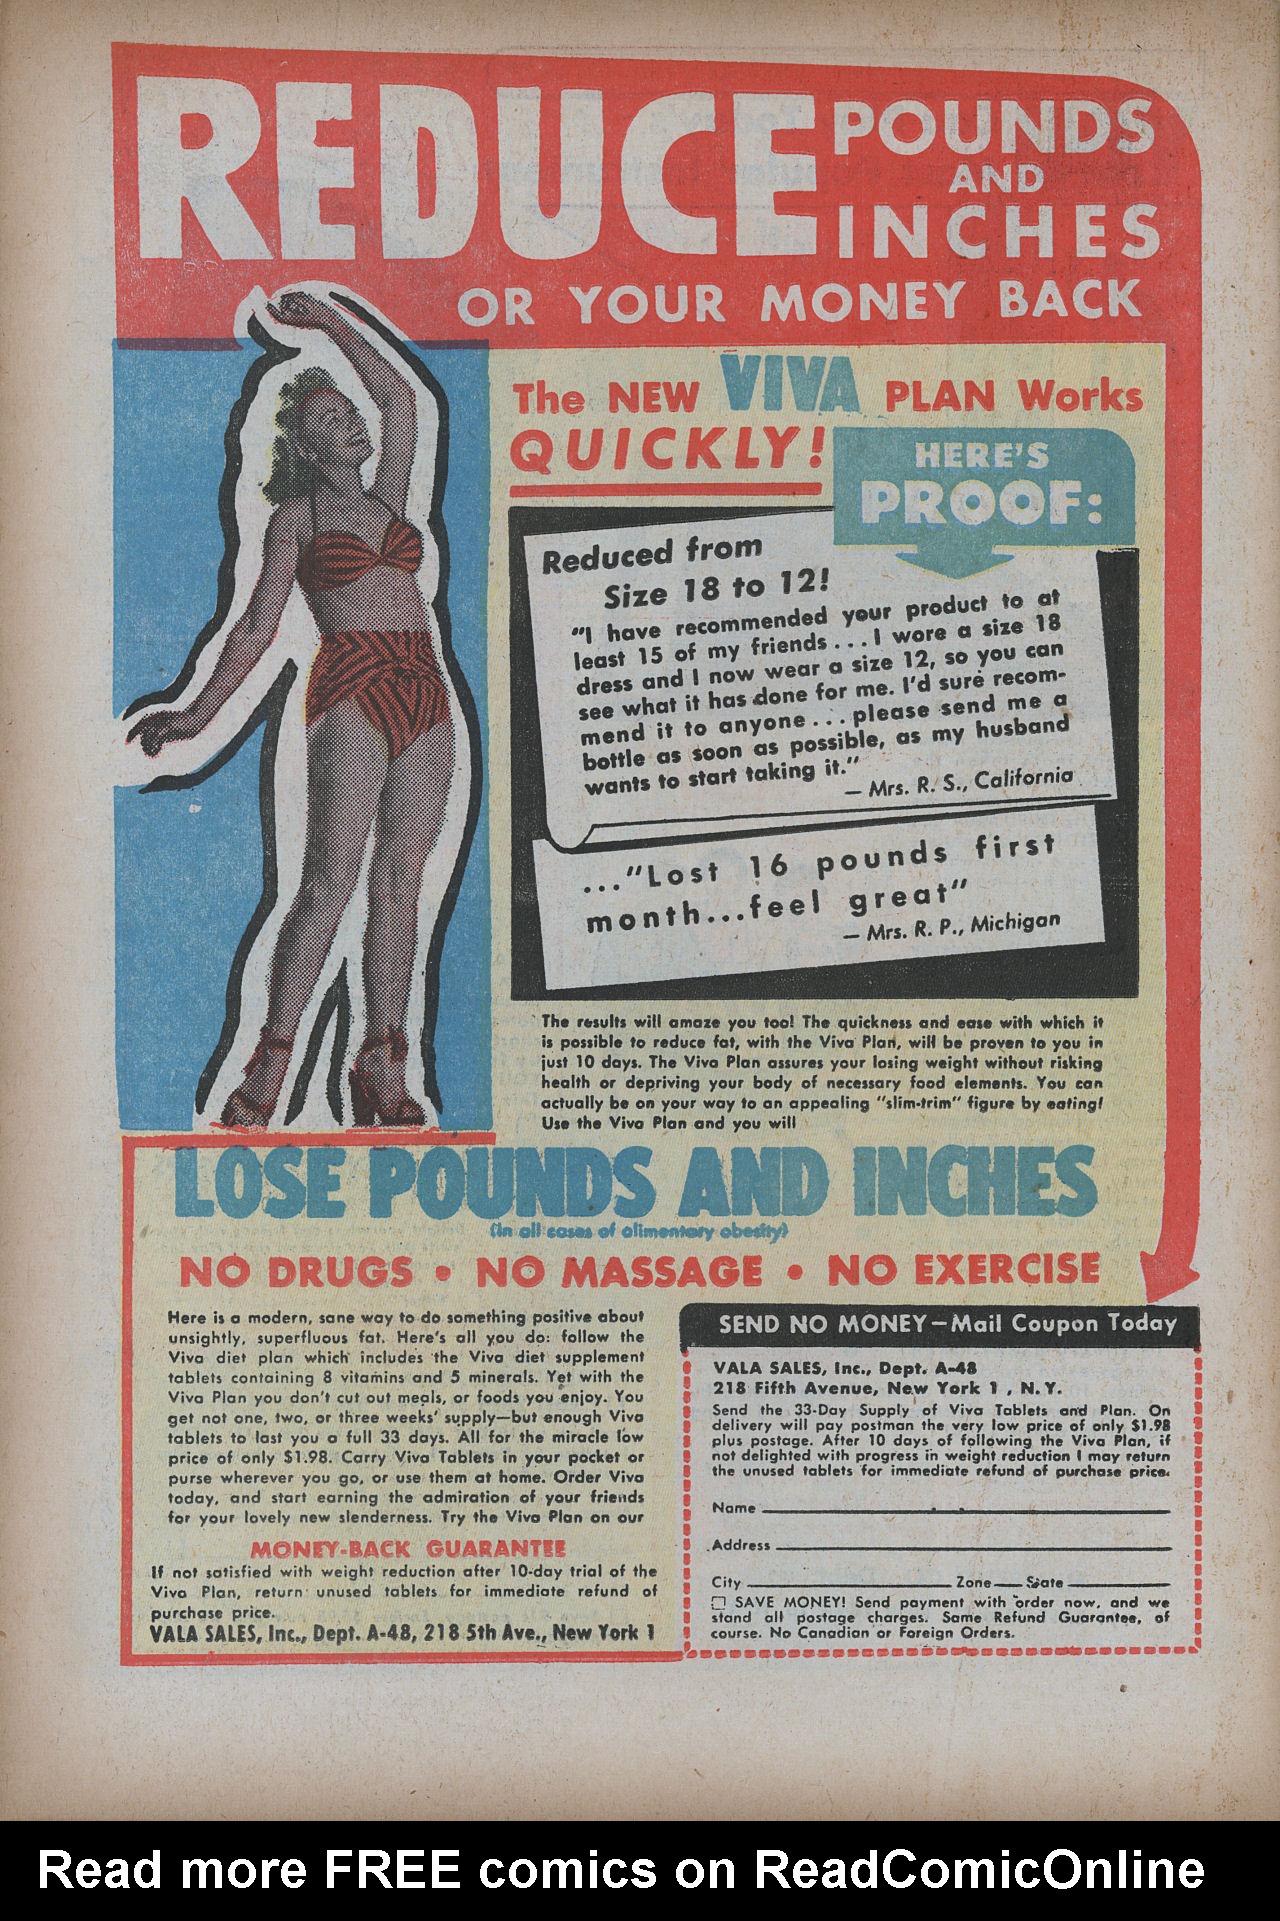 REDUCE POUNDS
AND
INCHES
OR YOUR MONEY BACK
The NEW VIVA PLAN Works
QUICKLY!
HERE'S
PROOF:
Reduced from
Size 18 to 12!
"I have recommended your product to at
least 15 of my friends...I wore a size 18
dress and I now wear a size 12, so you can
see what it has done for me. I'd sure recom-
mend it to anyone...please send me a
bottle as soon as possible, as my husband
wants to start taking it."
— Mrs. R. S., California
..."Lost 16 pounds first
month...feel great"
— Mrs. R. P., Michigan
The results will amaze you too! The quickness and ease with which it
is possible to reduce fat, with the Viva Plan, will be proven to you in
just 10 days. The Viva Plan assures your losing weight without risking
health or depriving your body of necessary food elements. You can
actually be on your way to an appealing "slim-trim" figure by eating!
Use the Viva Plan and you will
LOSE POUNDS AND INCHES
(in all cases of alimentary obesity)
NO DRUGS • NO MASSAGE • NO EXERCISE
Here is a modern, sane way to do something positive about
unsightly, superfluous fat. Here's all you do: follow the
Viva diet plan which includes the Viva diet supplement
tablets containing 8 vitamins and 5 minerals. Yet with the
Viva Plan you don't cut out meals, or foods you enjoy. You
get not one, two, or three weeks' supply—but enough Viva
tablets to last you a full 33 days. All for the miracle low
price of only $1.98. Carry Viva Tablets in your pocket or
purse wherever you go, or use them at home. Order Viva
today, and start earning the admiration of your friends
for your lovely new slenderness. Try the Viva Plan on our
MONEY-BACK GUARANTEE
If not satisfied with weight reduction after 10-day trial of the
Viva Plan, return unused tablets for immediate refund of
purchase price.
VALA SALES, Inc., Dept. A-48, 218 5th Ave., New York 1
SEND NO MONEY—Mail Coupon Today
VALA SALES, Inc., Dept. A-48
218 Fifth Avenue, New York 1, N. Y.
Send the 33-Day Supply of Viva Tablets and Plan. On
delivery will pay postman the very low price of only $1.98
plus postage. After 10 days of following the Viva Plan, if
not delighted with progress in weight reduction I may return
the unused tablets for immediate refund of purchase price.
Name
Address
City Zone State
SAVE MONEY! Send payment with order now, and we
stand all postage charges. Same Refund Guarantee, of
course. No Canadian or Foreign Orders.
Read more FREE comics on ReadComicOnline